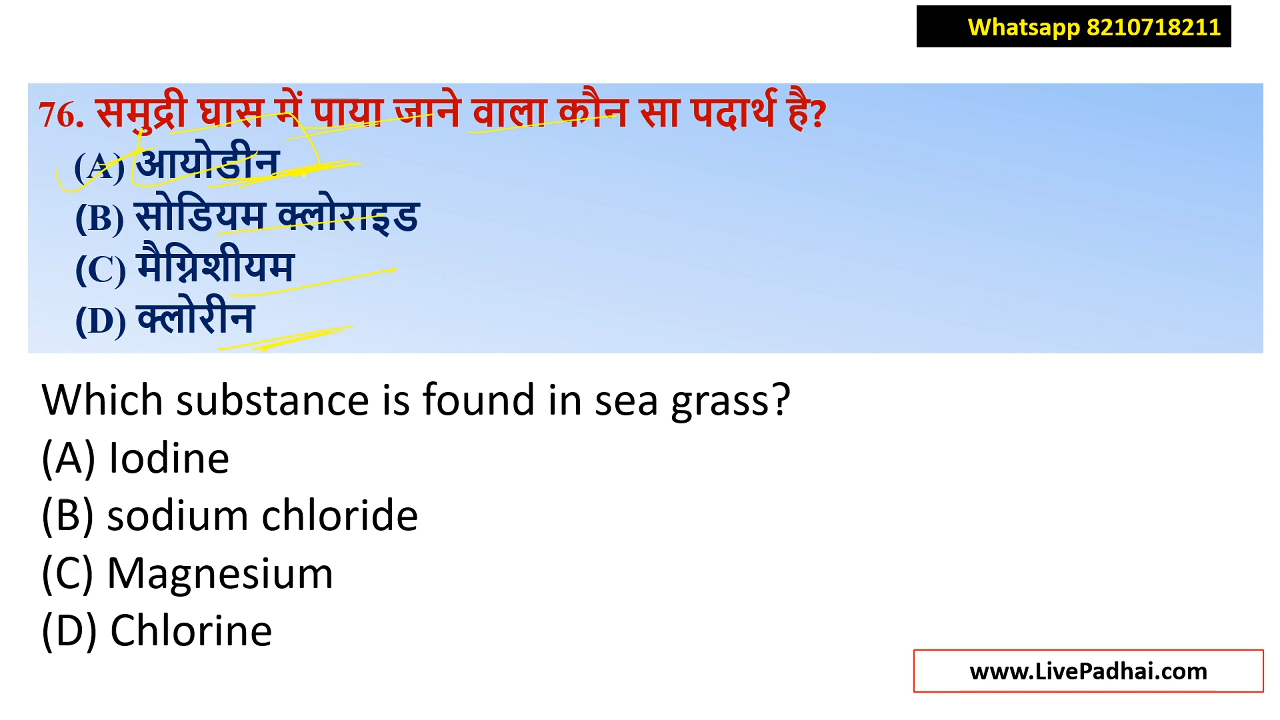 Whatsapp 8210718211
76. समुद्री घास में पाया जाने वाला कौन सा पदार्थ है?
(A) आयोडीन
(B) सोडियम क्लोराइड
(C) मैग्निशीयम
(D) क्लोरीन
Which substance is found in sea grass?
(A) Iodine
(B) sodium chloride
(C) Magnesium
(D) Chlorine
www.LivePadhai.com